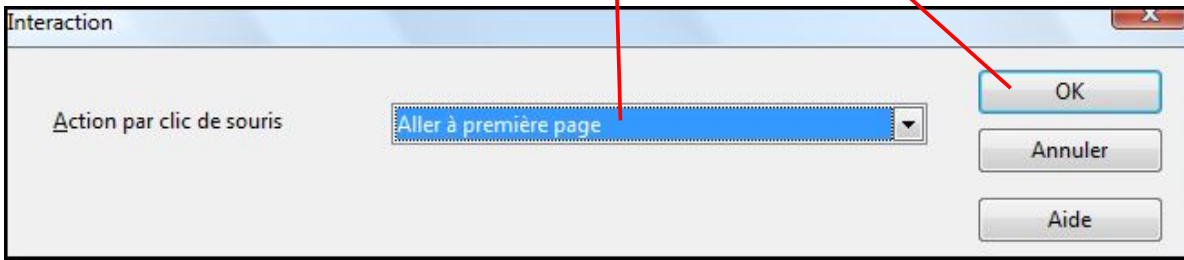 Interaction
Action par clic de souris
Aller à première page
OK
Annuler
Aide